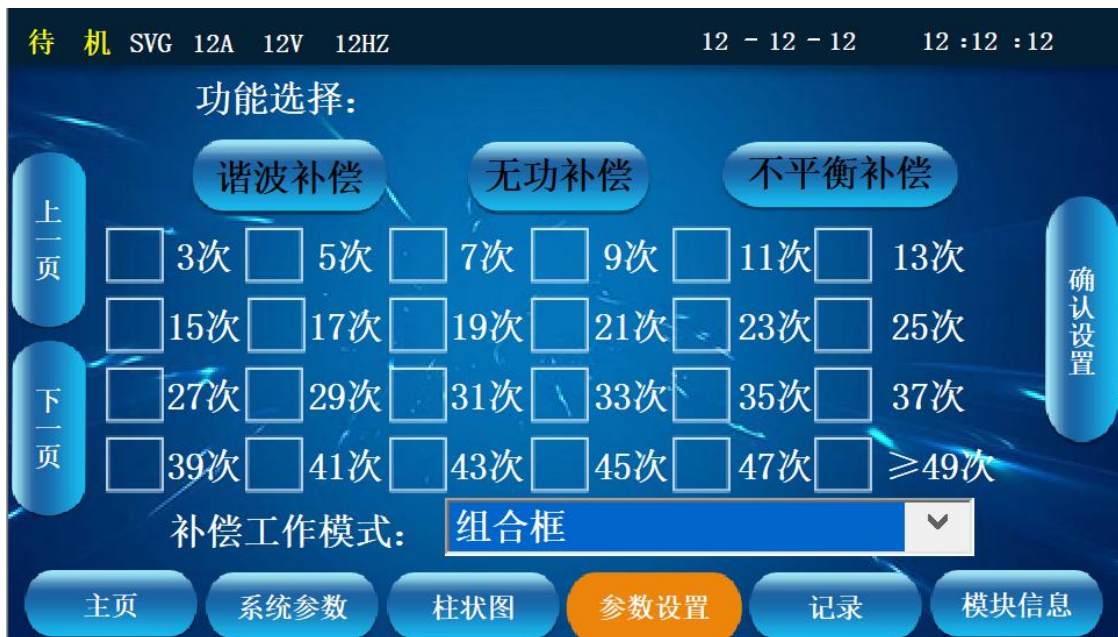 待 机 SVG 12A 12V 12HZ 12 - 12 - 12 12 :12 :12
功能选择：
谐波补偿 无功补偿 不平衡补偿
上一页
3次 5次 7次 9次 11次 13次
确认设置
15次 17次 19次 21次 23次 25次
下一页
27次 29次 31次 33次 35次 37次
39次 41次 43次 45次 47次 ≥49次
补偿工作模式： 组合框
主页 系统参数 柱状图 参数设置 记录 模块信息